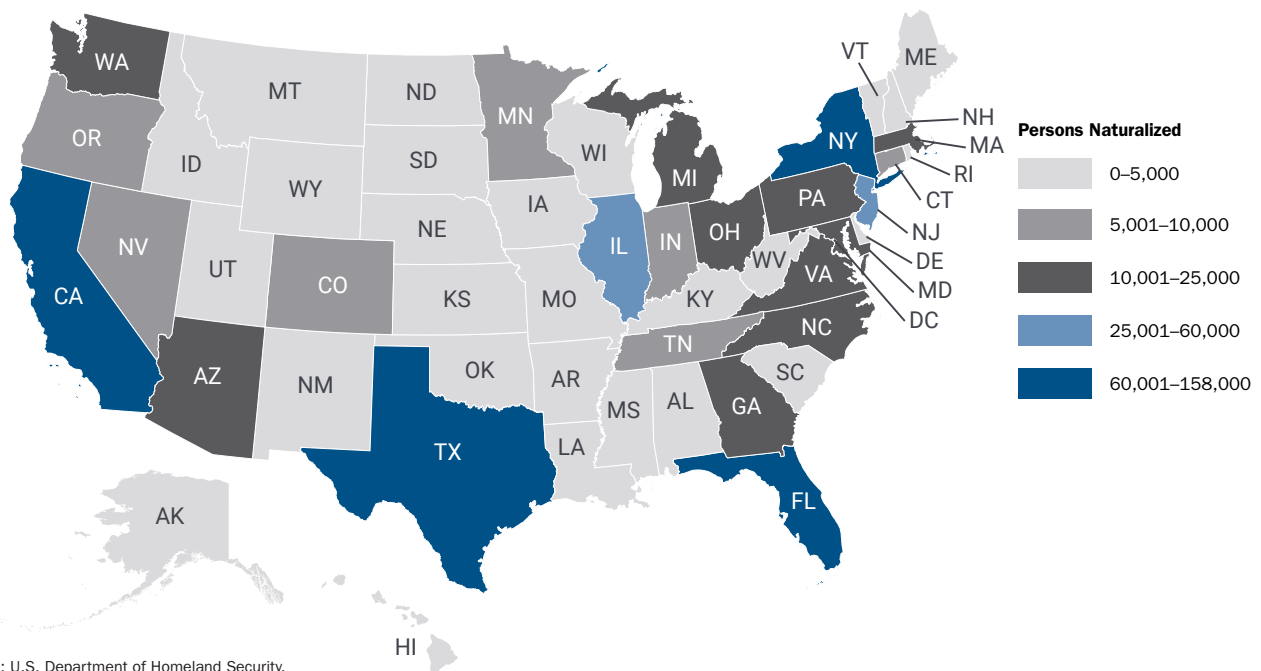 VT
ME
WA
MT
ND
MN
OR
NH
MA
NY
ID
SD
WI
RI
WY
MI
CT
PA
IA
NE
NV
OH
NJ
IL
IN
DE
WV
UT
CA
CO
VA
MD
KS
MO
KY
DC
NC
TN
AZ
OK
SC
NM
AR
MS
AL
GA
LA
TX
FL
AK
HI
Persons Naturalized
0–5,000
5,001–10,000
10,001–25,000
25,001–60,000
60,001–158,000
: U.S. Department of Homeland Security.